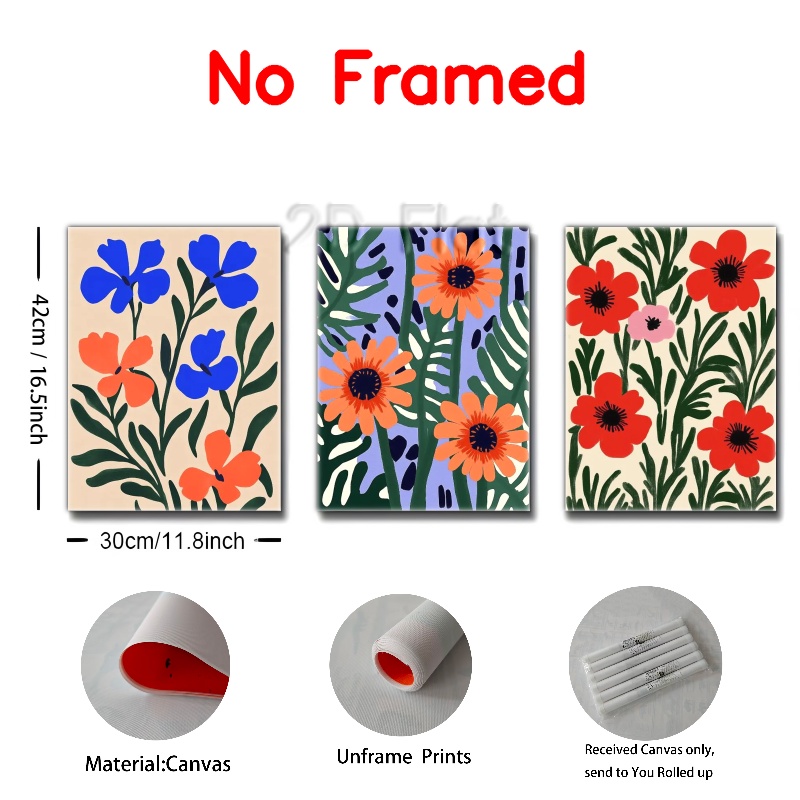 No Framed
2D Flat
42cm / 16.5inch
30cm/11.8inch
Material:Canvas
Unframe Prints
Received Canvas only,
send to You Rolled up